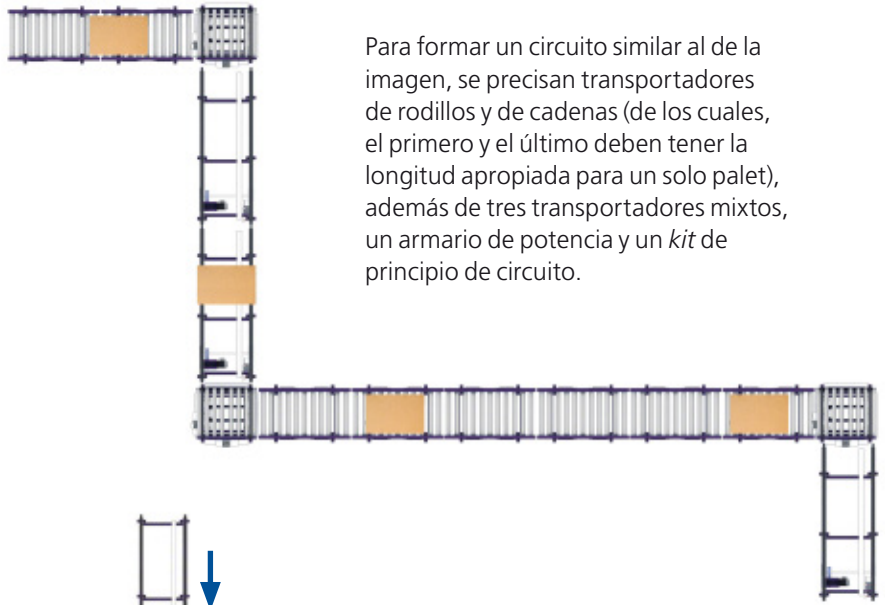 Para formar un circuito similar al de la
imagen, se precisan transportadores
de rodillos y de cadenas (de los cuales,
el primero y el último deben tener la
longitud apropiada para un solo palet),
además de tres transportadores mixtos,
un armario de potencia y un kit de
principio de circuito.